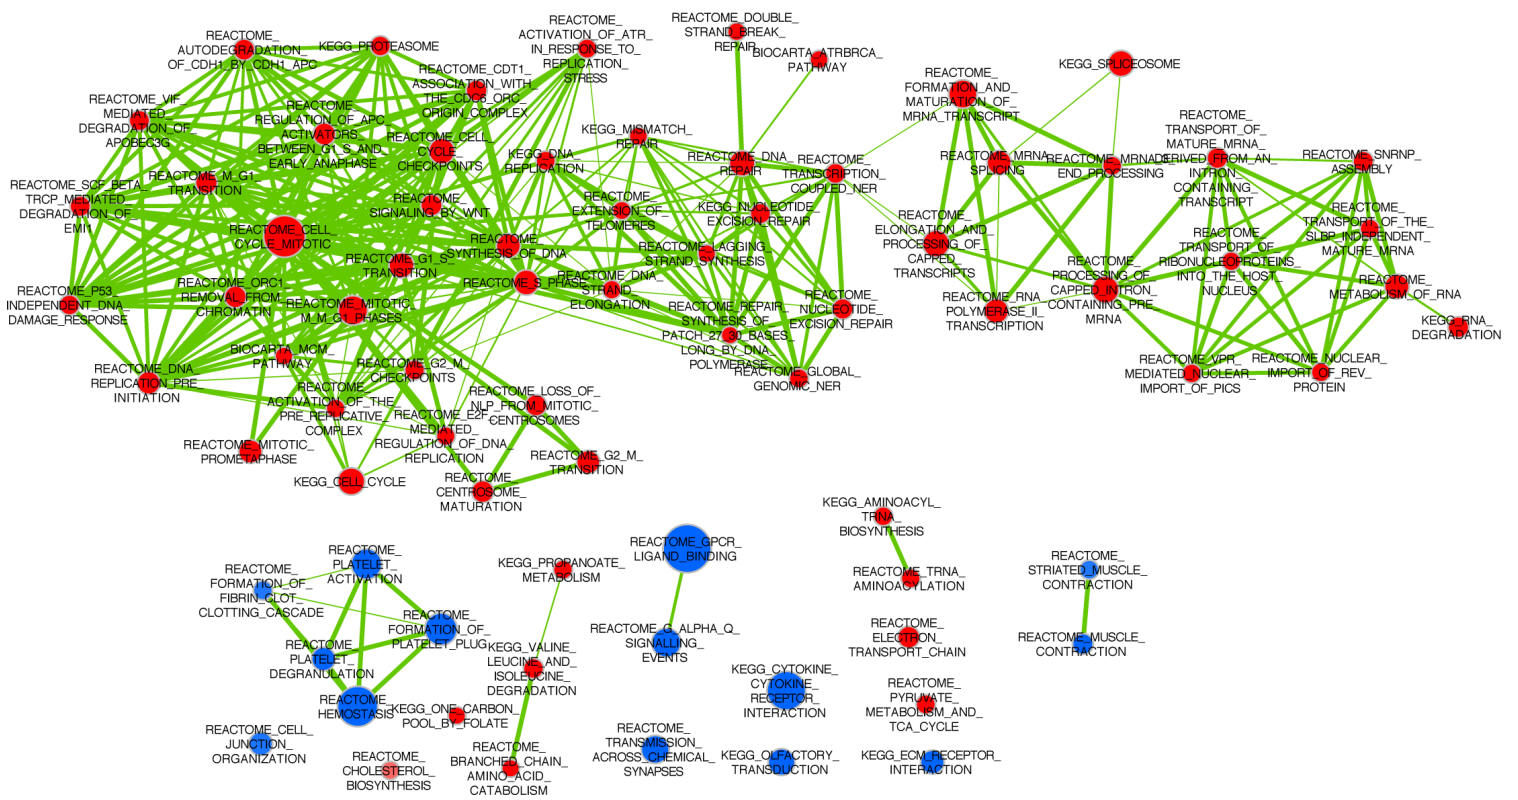 REACTOME_
AUTODEGRADATION_
OF_CDH1_BY_CDH1_APC
KEGG_PROTEASOME
REACTOME_
ACTIVATION_OF_ATR_
IN_RESPONSE_TO_
REPLICATION_
STRESS
REACTOME_DOUBLE_
STRAND_BREAK_
REPAIR
BIOCARTA_ATRBRCA_
PATHWAY
KEGG_SPLICEOSOME
REACTOME_CDT1_
ASSOCIATION_WITH_
THE_CDC6_ORC_
ORIGIN_COMPLEX
REACTOME_
FORMATION_AND_
MATURATION_OF_
MRNA_TRANSCRIPT
REACTOME_VIF_
MEDIATED_
DEGRADATION_OF_
APOBEC3G
REACTOME_
REGULATION_OF_APC_
ACTIVATORS_
BETWEEN_G1_S_AND_
EARLY_ANAPHASE
REACTOME_CELL_
CYCLE_
CHECKPOINTS
KEGG_DNA_
REPLICATION
KEGG_MISMATCH_
REPAIR
REACTOME_DNA_
REPAIR
REACTOME_
TRANSCRIPTION_
COUPLED_NER
REACTOME_MRNA_
SPLICING
REACTOME_MRNA_3_
END_PROCESSING
REACTOME_
TRANSPORT_OF_
MATURE_MRNA_
DERIVED_FROM_AN_
INTRON_
CONTAINING_
TRANSCRIPT
REACTOME_SNRNP_
ASSEMBLY
REACTOME_M_G1_
TRANSITION
REACTOME_SCF_BETA_
TRCP_MEDIATED_
DEGRADATION_OF_
EMI1
REACTOME_
SIGNALING_BY_WNT
REACTOME_
EXTENSION_OF_
TELOMERES
KEGG_NUCLEOTIDE_
EXCISION_REPAIR
REACTOME_
ELONGATION_AND_
PROCESSING_OF_
CAPPED_
TRANSCRIPTS
REACTOME_
TRANSPORT_OF_THE_
SLBP_INDEPENDENT_
MATURE_MRNA
REACTOME_CELL_
CYCLE_MITOTIC
REACTOME_
SYNTHESIS_OF_DNA
REACTOME_LAGGING_
STRAND_SYNTHESIS
REACTOME_
TRANSPORT_OF_
RIBONUCLEOPROTEINS_
INTO_THE_HOST_
NUCLEUS
REACTOME_G1_S_
TRANSITION
REACTOME_S_PHASE
REACTOME_DNA_
STRAND_
ELONGATION
REACTOME_
PROCESSING_OF_
CAPPED_INTRON_
CONTAINING_PRE_
MRNA
REACTOME_
METABOLISM_OF_RNA
REACTOME_P53_
INDEPENDENT_DNA_
DAMAGE_RESPONSE
REACTOME_ORC1_
REMOVAL_FROM_
CHROMATIN
REACTOME_MITOTIC_
M_M_G1_PHASES
REACTOME_REPAIR_
SYNTHESIS_OF_
PATCH_27_30_BASES_
LONG_BY_DNA_
POLYMERASE
REACTOME_
NUCLEOTIDE_
EXCISION_REPAIR
REACTOME_RNA_
POLYMERASE_II_
TRANSCRIPTION
KEGG_RNA_
DEGRADATION
BIOCARTA_MCM_
PATHWAY
REACTOME_G2_M_
CHECKPOINTS
REACTOME_DNA_
REPLICATION_PRE_
INITIATION
REACTOME_GLOBAL_
GENOMIC_NER
REACTOME_VPR_
MEDIATED_NUCLEAR_
IMPORT_OF_PICS
REACTOME_NUCLEAR_
IMPORT_OF_REV_
PROTEIN
REACTOME_
ACTIVATION_OF_THE_
PRE_REPLICATIVE_
COMPLEX
REACTOME_E2F_
MEDIATED_
REGULATION_OF_DNA_
REPLICATION
REACTOME_LOSS_OF_
NLP_FROM_MITOTIC_
CENTROSOMES
REACTOME_MITOTIC_
PROMETAPHASE
KEGG_CELL_CYCLE
REACTOME_
CENTROSOME_
MATURATION
REACTOME_G2_M_
TRANSITION
KEGG_AMINOACYL_
TRNA_
BIOSYNTHESIS
REACTOME_TRNA_
AMINOACYLATION
REACTOME_
PLATELET_
ACTIVATION
REACTOME_
FORMATION_OF_
FIBRIN_CLOT_
CLOTTING_CASCADE
REACTOME_
FORMATION_OF_
PLATELET_PLUG
REACTOME_
PLATELET_
DEGRANULATION
REACTOME_
HEMOSTASIS
KEGG_PROPANOATE_
METABOLISM
KEGG_VALINE_
LEUCINE_AND_
ISOLEUCINE_
DEGRADATION
REACTOME_GPCR_
LIGAND_BINDING
REACTOME_G_ALPHA_Q_
SIGNALLING_
EVENTS
REACTOME_
STRIATED_MUSCLE_
CONTRACTION
REACTOME_MUSCLE_
CONTRACTION
REACTOME_
ELECTRON_
TRANSPORT_CHAIN
KEGG_CYTOKINE_
CYTOKINE_
RECEPTOR_
INTERACTION
REACTOME_
PYRUVATE_
METABOLISM_AND_
TCA_CYCLE
KEGG_ONE_CARBON_
POOL_BY_FOLATE
REACTOME_CELL_
JUNCTION_
ORGANIZATION
REACTOME_
CHOLESTEROL_
BIOSYNTHESIS
REACTOME_
BRANCHED_CHAIN_
AMINO_ACID_
CATABOLISM
REACTOME_
TRANSMISSION_
ACROSS_CHEMICAL_
SYNAPSES
KEGG_OLFACTORY_
TRANSDUCTION
KEGG_ECM_RECEPTOR_
INTERACTION